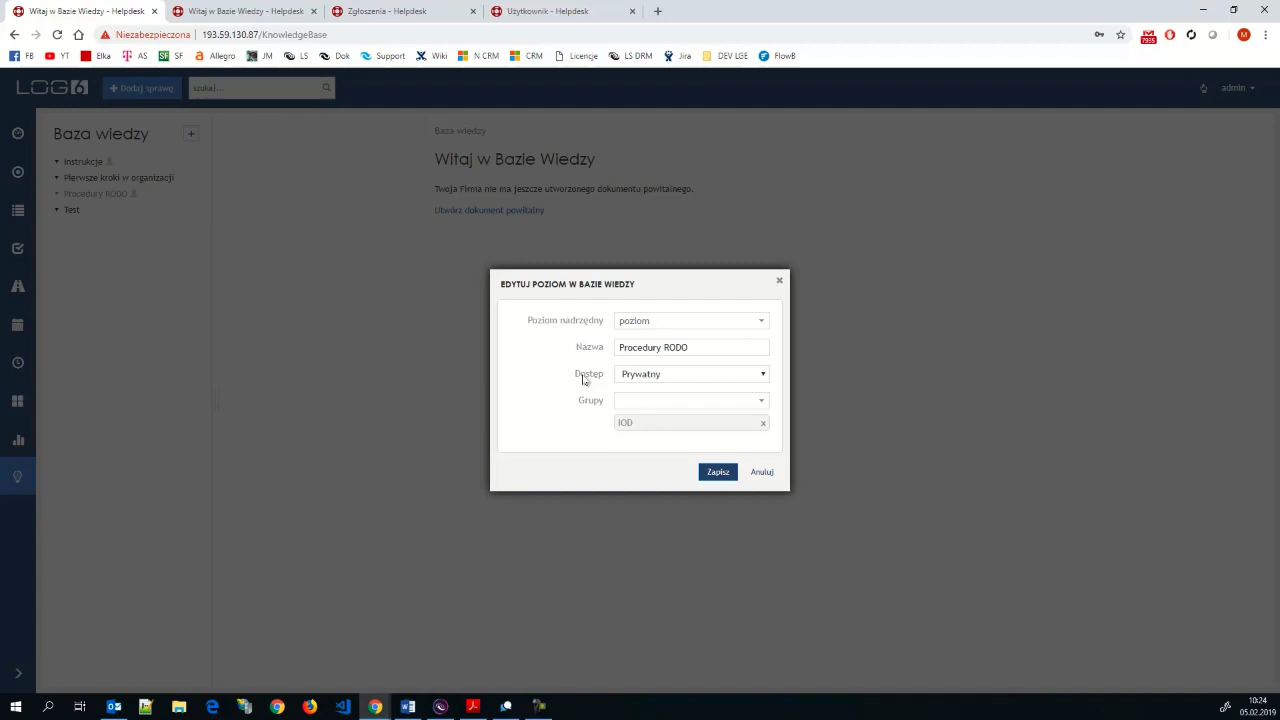 Witaj w Bazie Wiedzy - Helpdesk
Witaj w Bazie Wiedzy - Helpdesk
Zgłoszenia - Helpdesk
Użytkownik - Helpdesk
Niezabezpieczona | 193.59.130.87/KnowledgeBase
7935
M
FB
YT
Elka
AS
SF
Allegro
JM
LS
Dok
Support
Wiki
N CRM
CRM
Licencje
LS DRM
Jira
DEV LGE
FlowB
LOG6
+ Dodaj sprawę
szukaj...
admin
Baza wiedzy
+
Instrukcje
Pierwsze kroki w organizacji
Procedury RODO
Test
Baza wiedzy
Witaj w Bazie Wiedzy
Twoja Firma nie ma jeszcze utworzonego dokumentu powitalnego.
Utwórz dokument powitalny
EDYTUJ POZIOM W BAZIE WIEDZY
Poziom nadrzędny
poziom
Nazwa
Procedury RODO
Dostęp
Prywatny
Grupy
IOD
x
Zapisz
Anuluj
10:24
05.02.2019